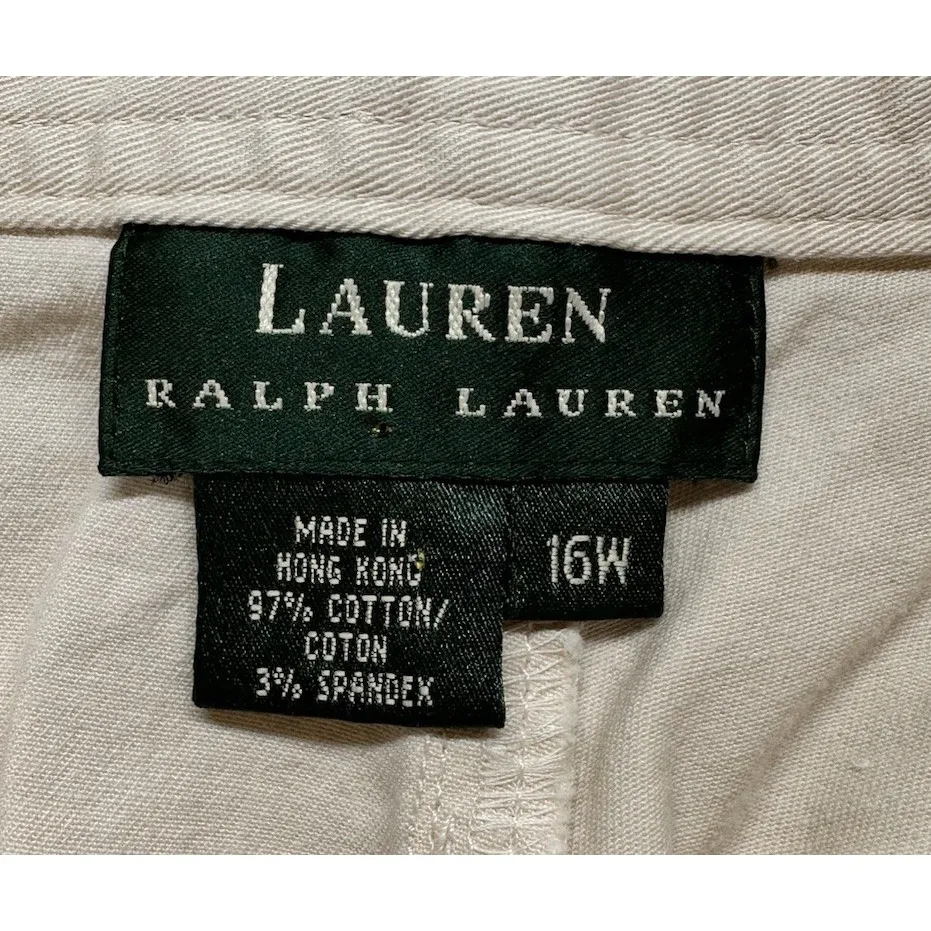 LAUREN
RALPH LAUREN
MADE IN
HONG KONG
97% COTTON/
COTON
3% SPANDEX
16W